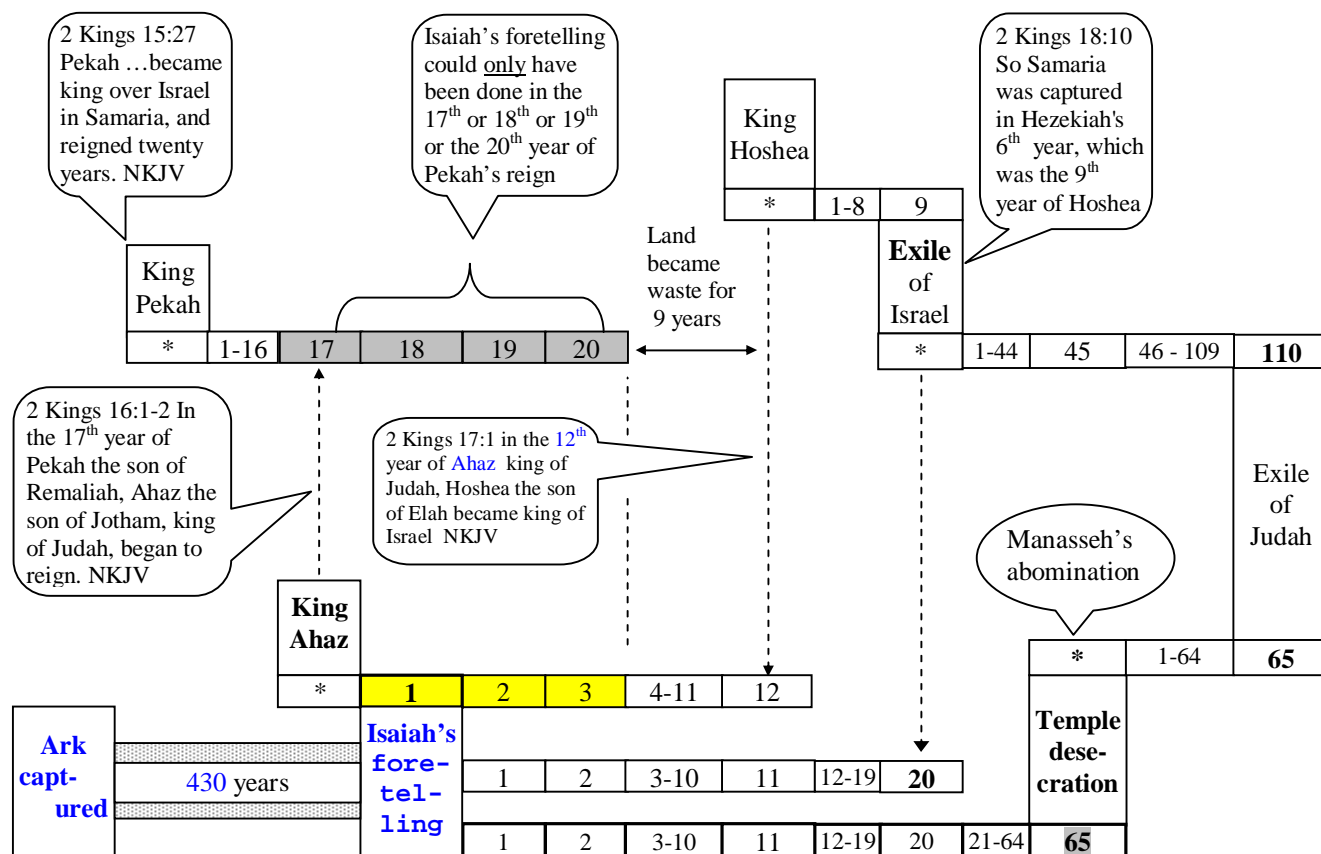 2 Kings 15:27
Pekah …became
king over Israel
in Samaria, and
reigned twenty
years. NKJV
Isaiah’s foretelling
could only have
been done in the
17th or 18th or 19th
or the 20th year of
Pekah’s reign
King
Hoshea
2 Kings 18:10
So Samaria
was captured
in Hezekiah's
6th year, which
was the 9th
year of Hoshea
* 1-8 9
King
Pekah
Land
became
waste for
9 years
Exile
of
Israel
* 1-16 17 18 19 20
* 1-44 45 46 - 109 110
2 Kings 16:1-2 In
the 17th year of
Pekah the son of
Remaliah, Ahaz the
son of Jotham, king
of Judah, began to
reign. NKJV
2 Kings 17:1 in the 12th
year of Ahaz king of
Judah, Hoshea the son
of Elah became king of
Israel NKJV
Exile
of
Judah
Manasseh’s
abomination
King
Ahaz
* 1-64 65
* 1 2 3 4-11 12
Ark
capt-
ured
430 years
Isaiah’s
fore-
tel-
ling
Temple
dese-
cration
1 2 3-10 11 12-19 20
1 2 3-10 11 12-19 20 21-64 65